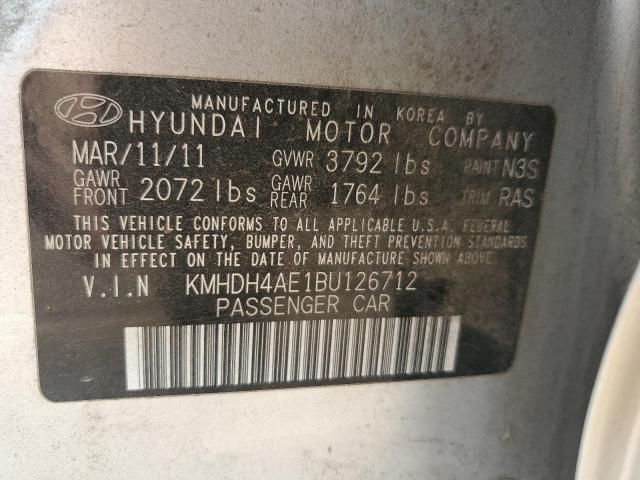 MANUFACTURED IN KOREA BY
HYUNDAI MOTOR COMPANY
MAR/11/11 GVWR 3792 lbs PAINT N3S
GAWR FRONT 2072 lbs GAWR REAR 1764 lbs TRIM RAS
THIS VEHICLE CONFORMS TO ALL APPLICABLE U.S.A. FEDERAL
MOTOR VEHICLE SAFETY, BUMPER, AND THEFT PREVENTION STANDARDS
IN EFFECT ON THE DATE OF MANUFACTURE SHOWN ABOVE.
V.I.N KMHDH4AE1BU126712
PASSENGER CAR